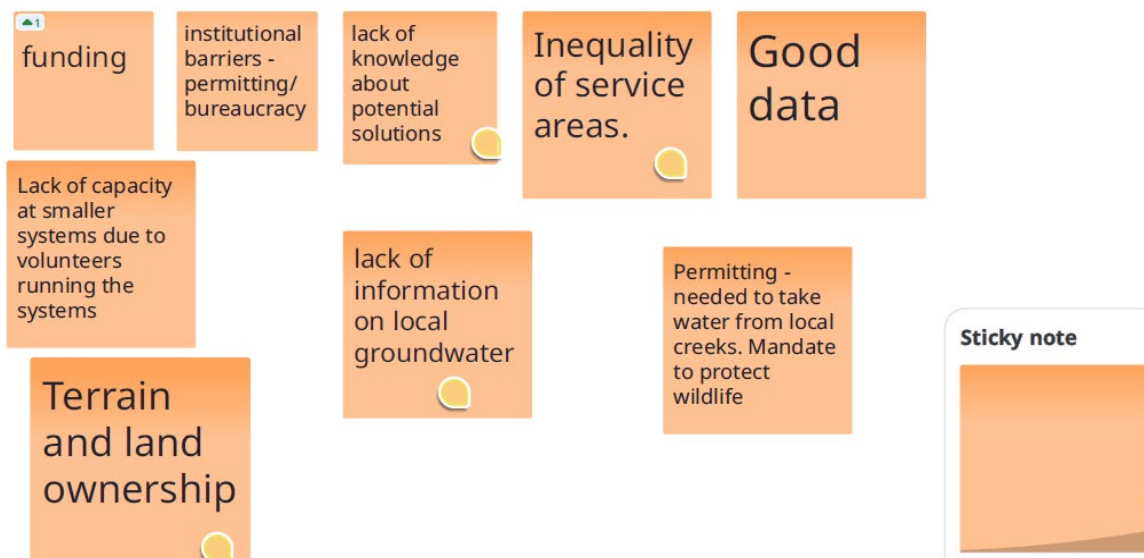 1
funding
institutional
barriers -
permitting/
bureaucracy
lack of
knowledge
about
potential
solutions
Inequality
of service
areas.
Good
data
Lack of capacity
at smaller
systems due to
volunteers
running the
systems
lack of
information
on local
groundwater
Permitting -
needed to take
water from local
creeks. Mandate
to protect
wildlife
Sticky note
Terrain
and land
ownership